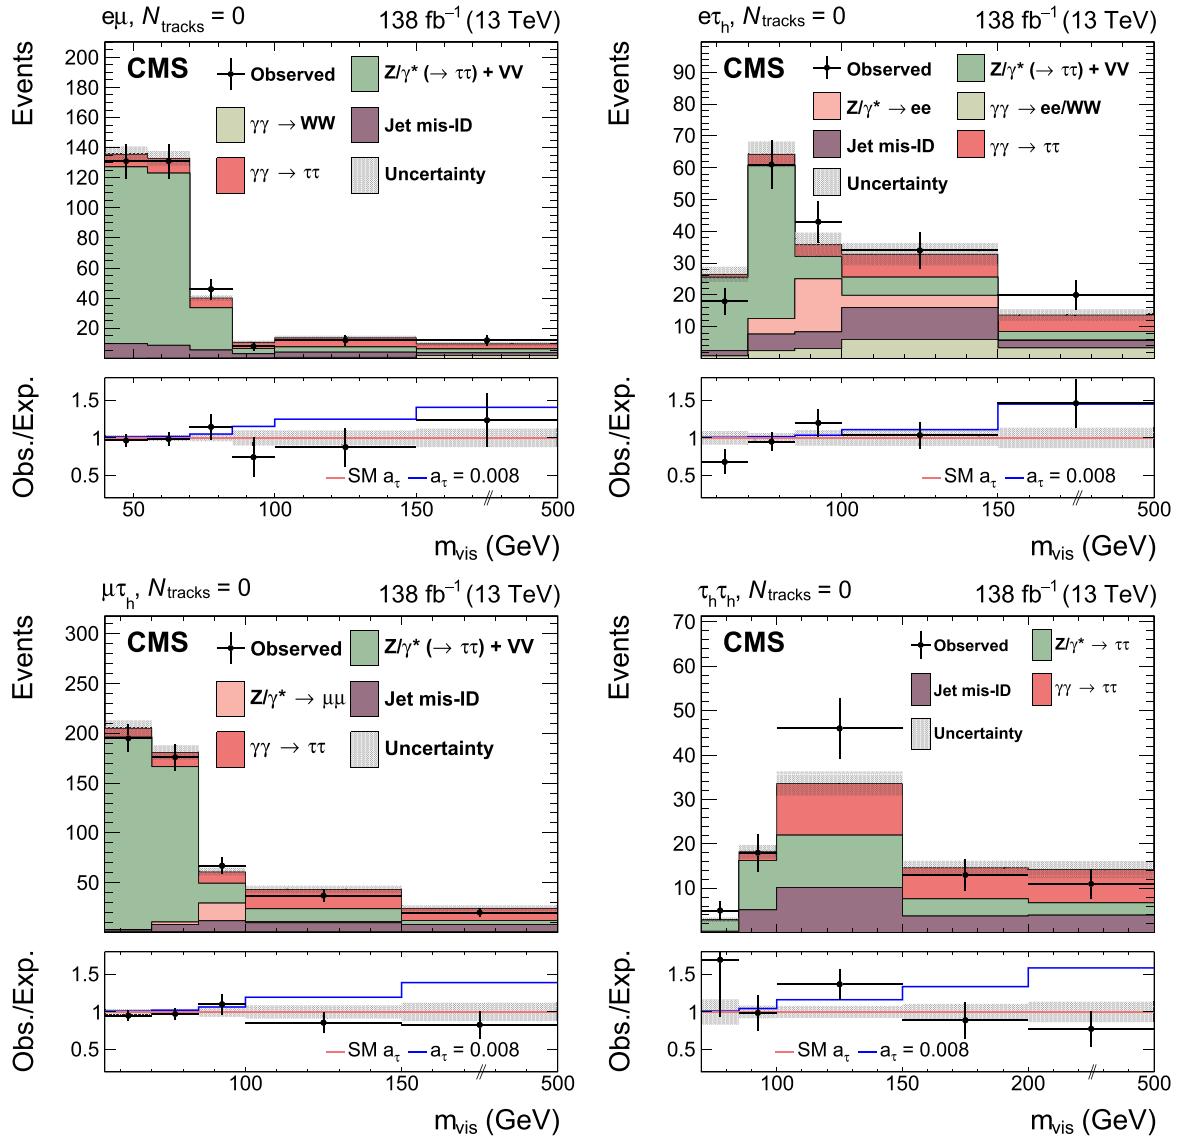 eμ, N_tracks = 0 138 fb⁻¹ (13 TeV)
CMS
Observed Z/γ* (→ ττ) + VV
γγ → WW Jet mis-ID
γγ → ττ Uncertainty
Events
200
180
160
140
120
100
80
60
40
20
Obs./Exp.
1.5
1
0.5
SM a_τ a_τ = 0.008
50 100 150 500
m_vis (GeV)
eτ_h, N_tracks = 0 138 fb⁻¹ (13 TeV)
CMS
Observed Z/γ* (→ ττ) + VV
Z/γ* → ee γγ → ee/WW
Jet mis-ID γγ → ττ
Uncertainty
Events
90
80
70
60
50
40
30
20
10
Obs./Exp.
1.5
1
0.5
SM a_τ a_τ = 0.008
100 150 500
m_vis (GeV)
μτ_h, N_tracks = 0 138 fb⁻¹ (13 TeV)
CMS
Observed Z/γ* (→ ττ) + VV
Z/γ* → μμ Jet mis-ID
γγ → ττ Uncertainty
Events
300
250
200
150
100
50
Obs./Exp.
1.5
1
0.5
SM a_τ a_τ = 0.008
100 150 500
m_vis (GeV)
τ_hτ_h, N_tracks = 0 138 fb⁻¹ (13 TeV)
CMS
Observed Z/γ* → ττ
Jet mis-ID γγ → ττ
Uncertainty
Events
70
60
50
40
30
20
10
Obs./Exp.
1.5
1
0.5
SM a_τ a_τ = 0.008
100 150 200 500
m_vis (GeV)